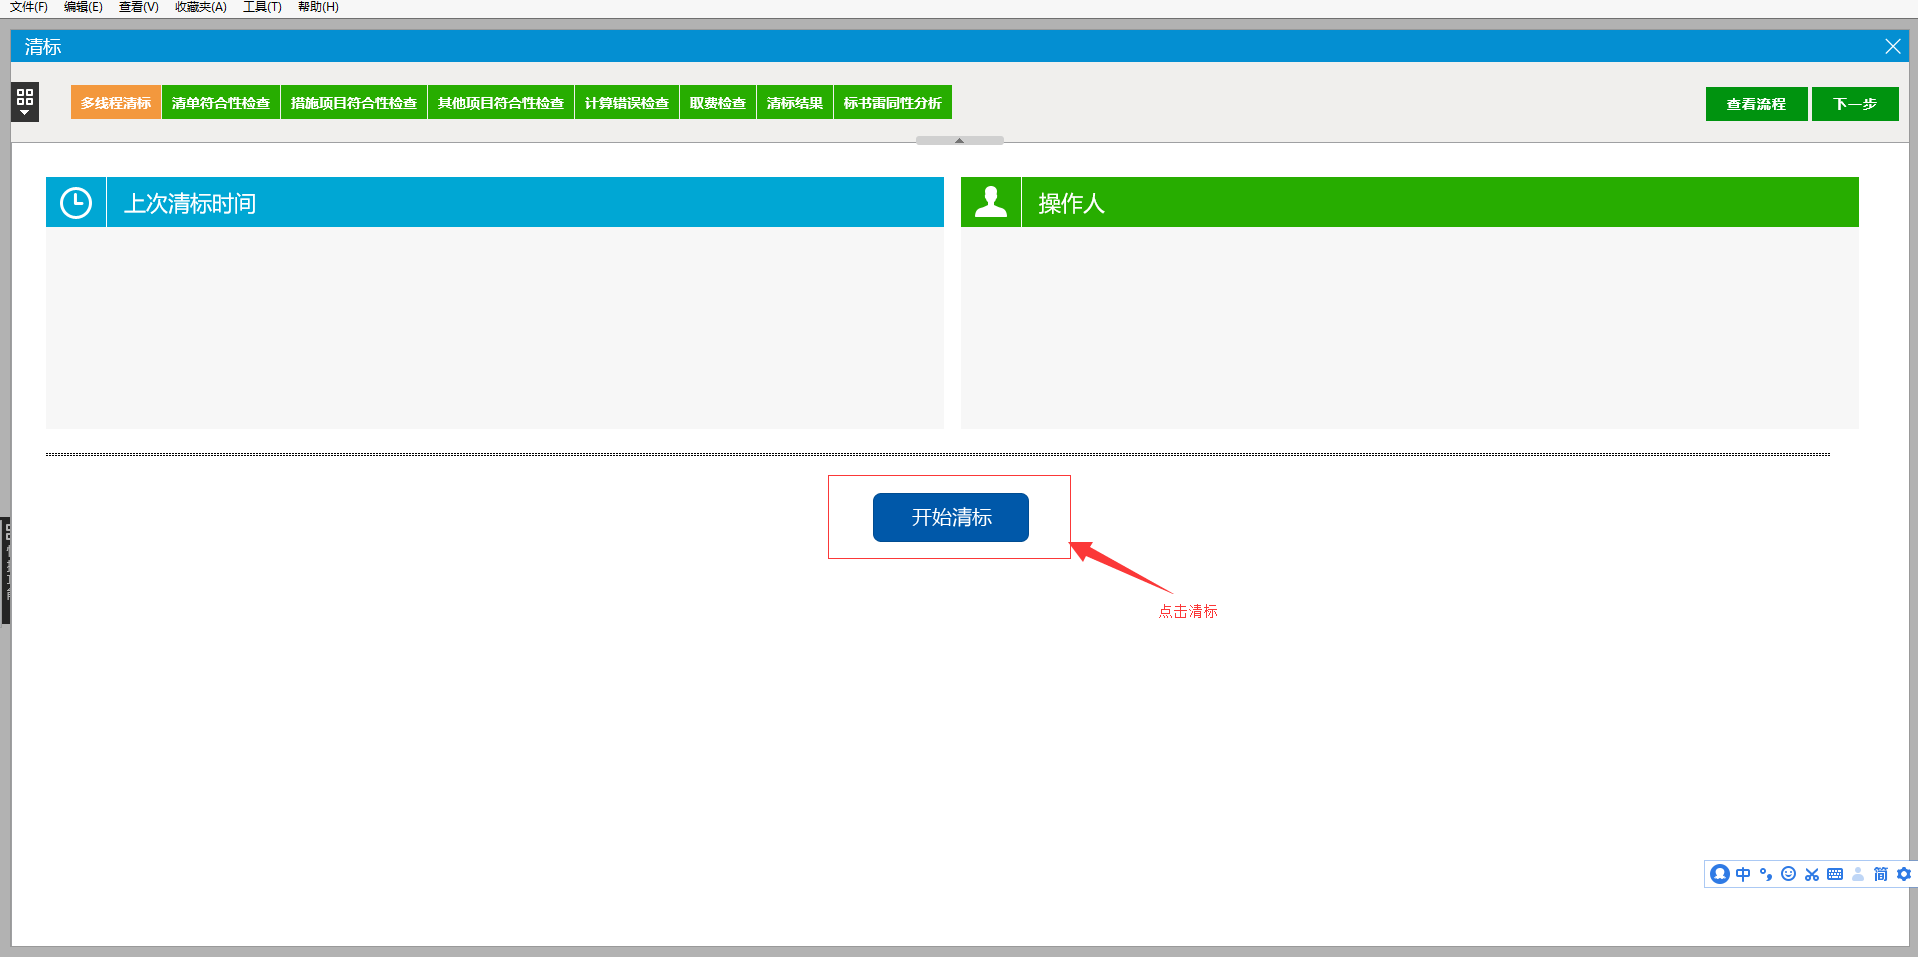 文件(F) 编辑(E) 查看(V) 收藏夹(A) 工具(T) 帮助(H)
清标
多线程清标 清单符合性检查 措施项目符合性检查 其他项目符合性检查 计算错误检查 取费检查 清标结果 标书雷同性分析 查看流程 下一步
上次清标时间 操作人
开始清标
点击清标
中 简